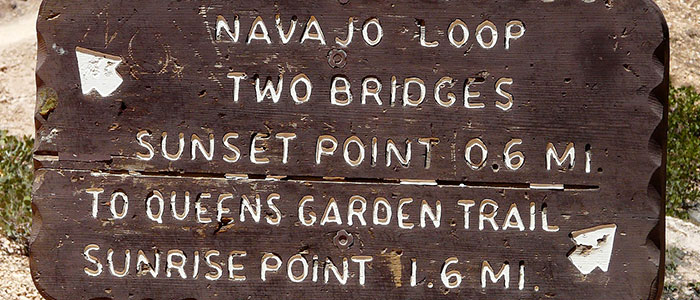 NAVAJO LOOP
TWO BRIDGES
SUNSET POINT 0.6 MI.
TO QUEENS GARDEN TRAIL
SUNRISE POINT 1.6 MI.